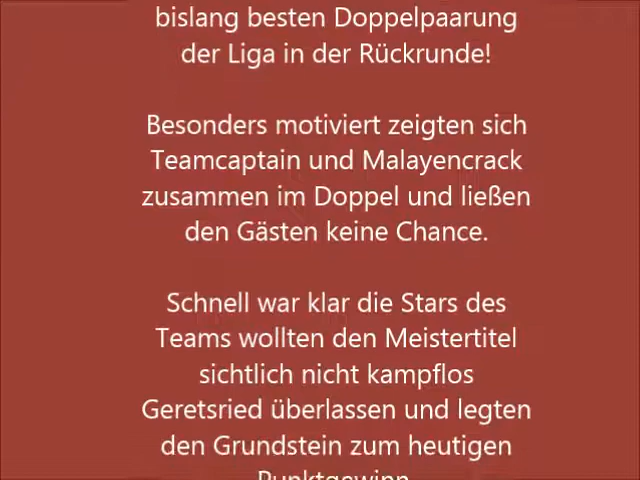 bislang besten Doppelpaarung
der Liga in der Rückrunde!
Besonders motiviert zeigten sich
Teamcaptain und Malayencrack
zusammen im Doppel und ließen
den Gästen keine Chance.
Schnell war klar die Stars des
Teams wollten den Meistertitel
sichtlich nicht kampflos
Geretsried überlassen und legten
den Grundstein zum heutigen
Punktgewinn